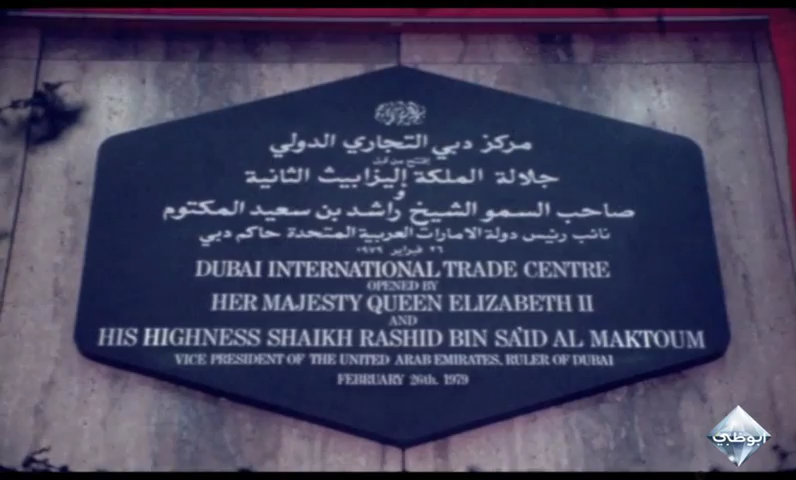 مركز دبي التجاري الدولي
إفتتح من قبل
جلالة الملكة إليزابيث الثانية
و
صاحب السمو الشيخ راشد بن سعيد المكتوم
نائب رئيس دولة الامارات العربية المتحدة حاكم دبي
٢٦ فبراير ١٩٧٩
DUBAI INTERNATIONAL TRADE CENTRE
OPENED BY
HER MAJESTY QUEEN ELIZABETH II
AND
HIS HIGHNESS SHAIKH RASHID BIN SA'ID AL MAKTOUM
VICE PRESIDENT OF THE UNITED ARAB EMIRATES, RULER OF DUBAI
FEBRUARY 26th. 1979
أبوظبي